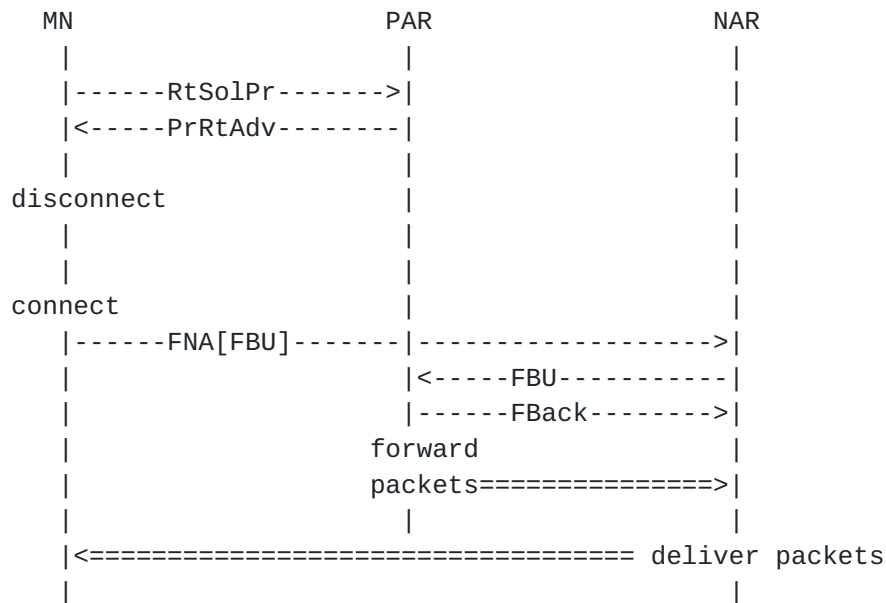 MN PAR NAR
| | |
|------RtSolPr------->| |
|<-----PrRtAdv--------| |
| | |
disconnect | |
| | |
| | |
connect | |
|------FNA[FBU]-------|------------------->|
| |<-----FBU-----------|
| |------FBack-------->|
| forward |
| packets===============>|
| | |
|<=================================== deliver packets
| |